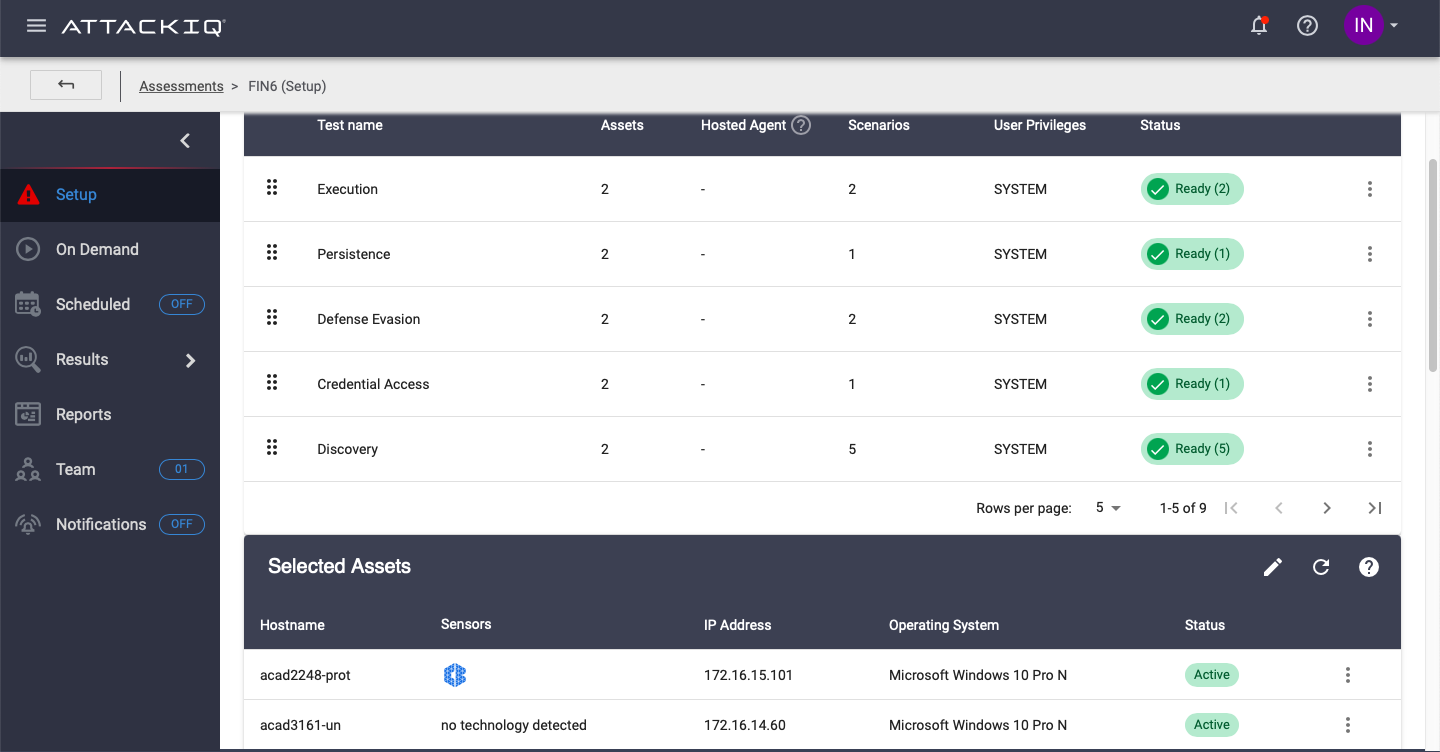 ATTACKIQ
IN
Assessments > FIN6 (Setup)
Test name Assets Hosted Agent ? Scenarios User Privileges Status
Setup
Execution 2 - 2 SYSTEM Ready (2)
On Demand
Persistence 2 - 1 SYSTEM Ready (1)
Scheduled OFF
Defense Evasion 2 - 2 SYSTEM Ready (2)
Results
Credential Access 2 - 1 SYSTEM Ready (1)
Reports
Discovery 2 - 5 SYSTEM Ready (5)
Team 01
Rows per page: 5 1-5 of 9
Notifications OFF
Selected Assets
Hostname Sensors IP Address Operating System Status
acad2248-prot 172.16.15.101 Microsoft Windows 10 Pro N Active
acad3161-un no technology detected 172.16.14.60 Microsoft Windows 10 Pro N Active